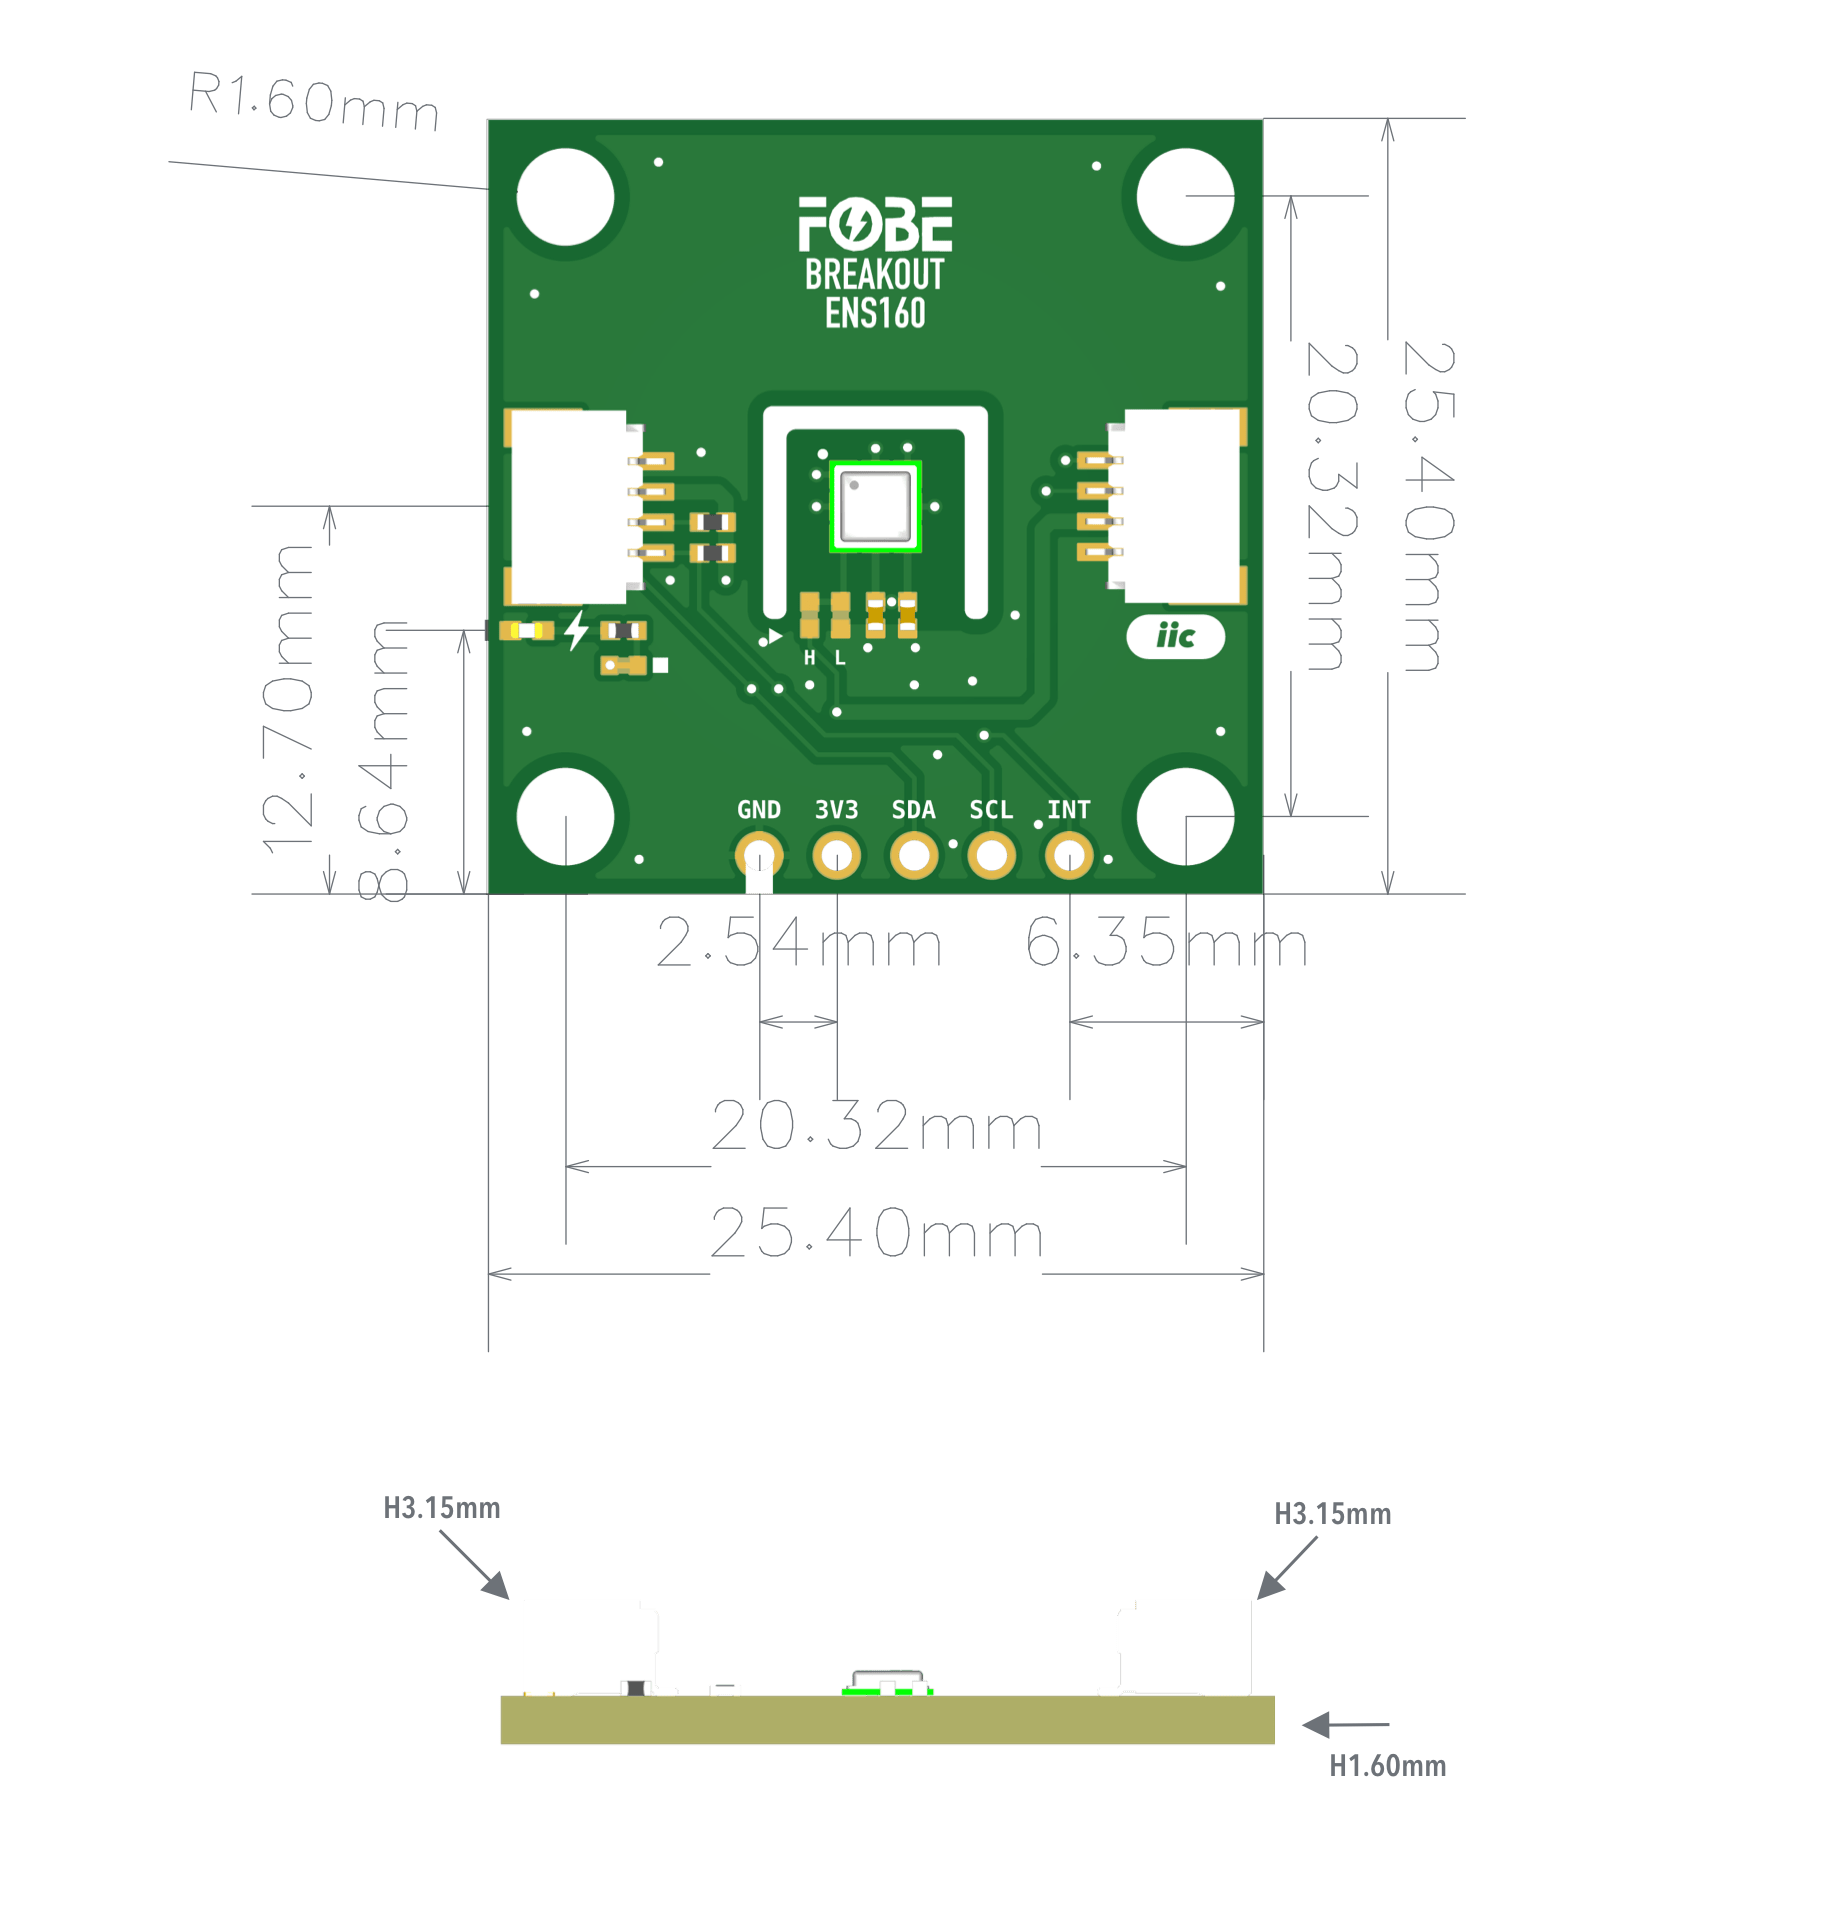 R1.60mm
FOBE
BREAKOUT
ENS160
25.40mm
20.32mm
12.70mm
8.64mm
iic
H L
GND 3V3 SDA SCL INT
2.54mm 6.35mm
20.32mm
25.40mm
H3.15mm H3.15mm
H1.60mm